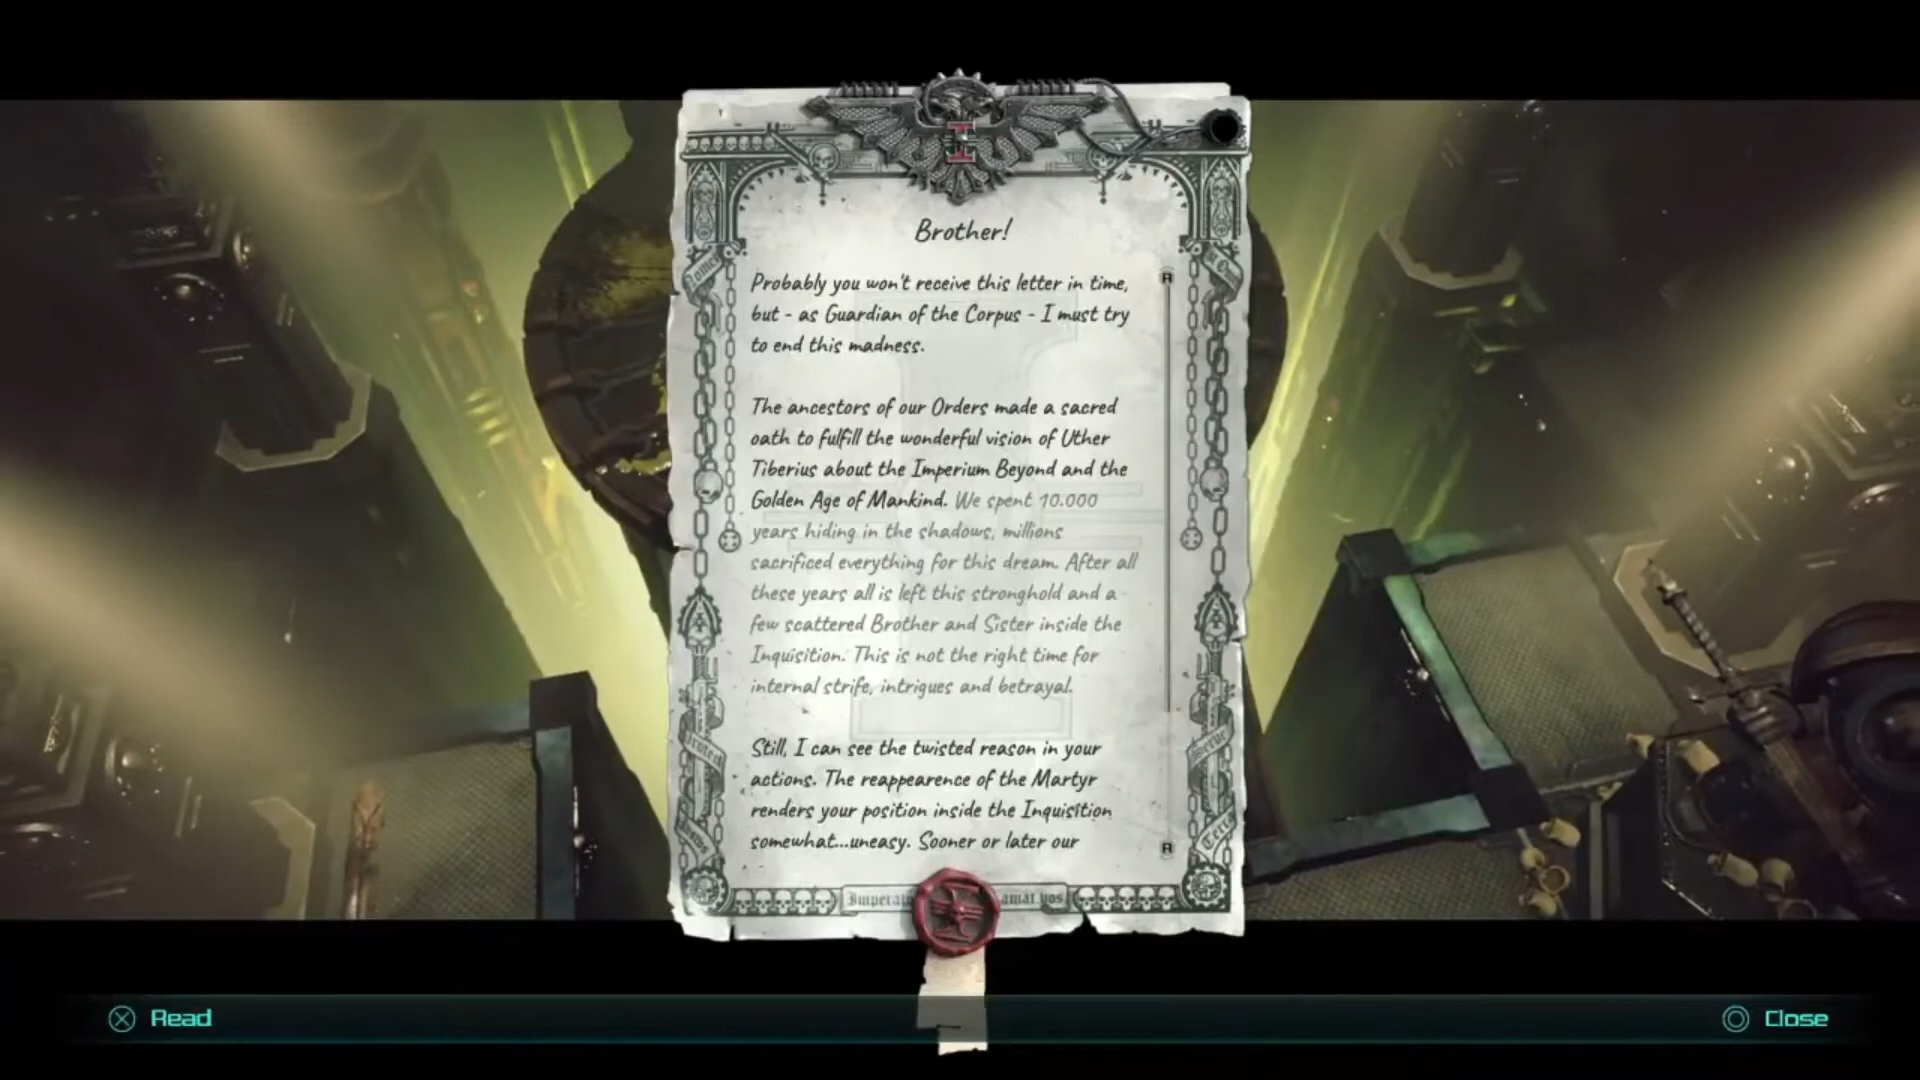 Brother!
Probably you won't receive this letter in time,
but - as Guardian of the Corpus - I must try
to end this madness.
The ancestors of our Orders made a sacred
oath to fulfill the wonderful vision of Uther
Tiberius about the Imperium Beyond and the
Golden Age of Mankind. We spent 10.000
years hiding in the shadows, millions
sacrificed everything for this dream. After all
these years all is left this stronghold and a
few scattered Brother and Sister inside the
Inquisition. This is not the right time for
internal strife, intrigues and betrayal.
Still, I can see the twisted reason in your
actions. The reappearence of the Martyr
renders your position inside the Inquisition
somewhat...uneasy. Sooner or later our
amat vos
Read
Close